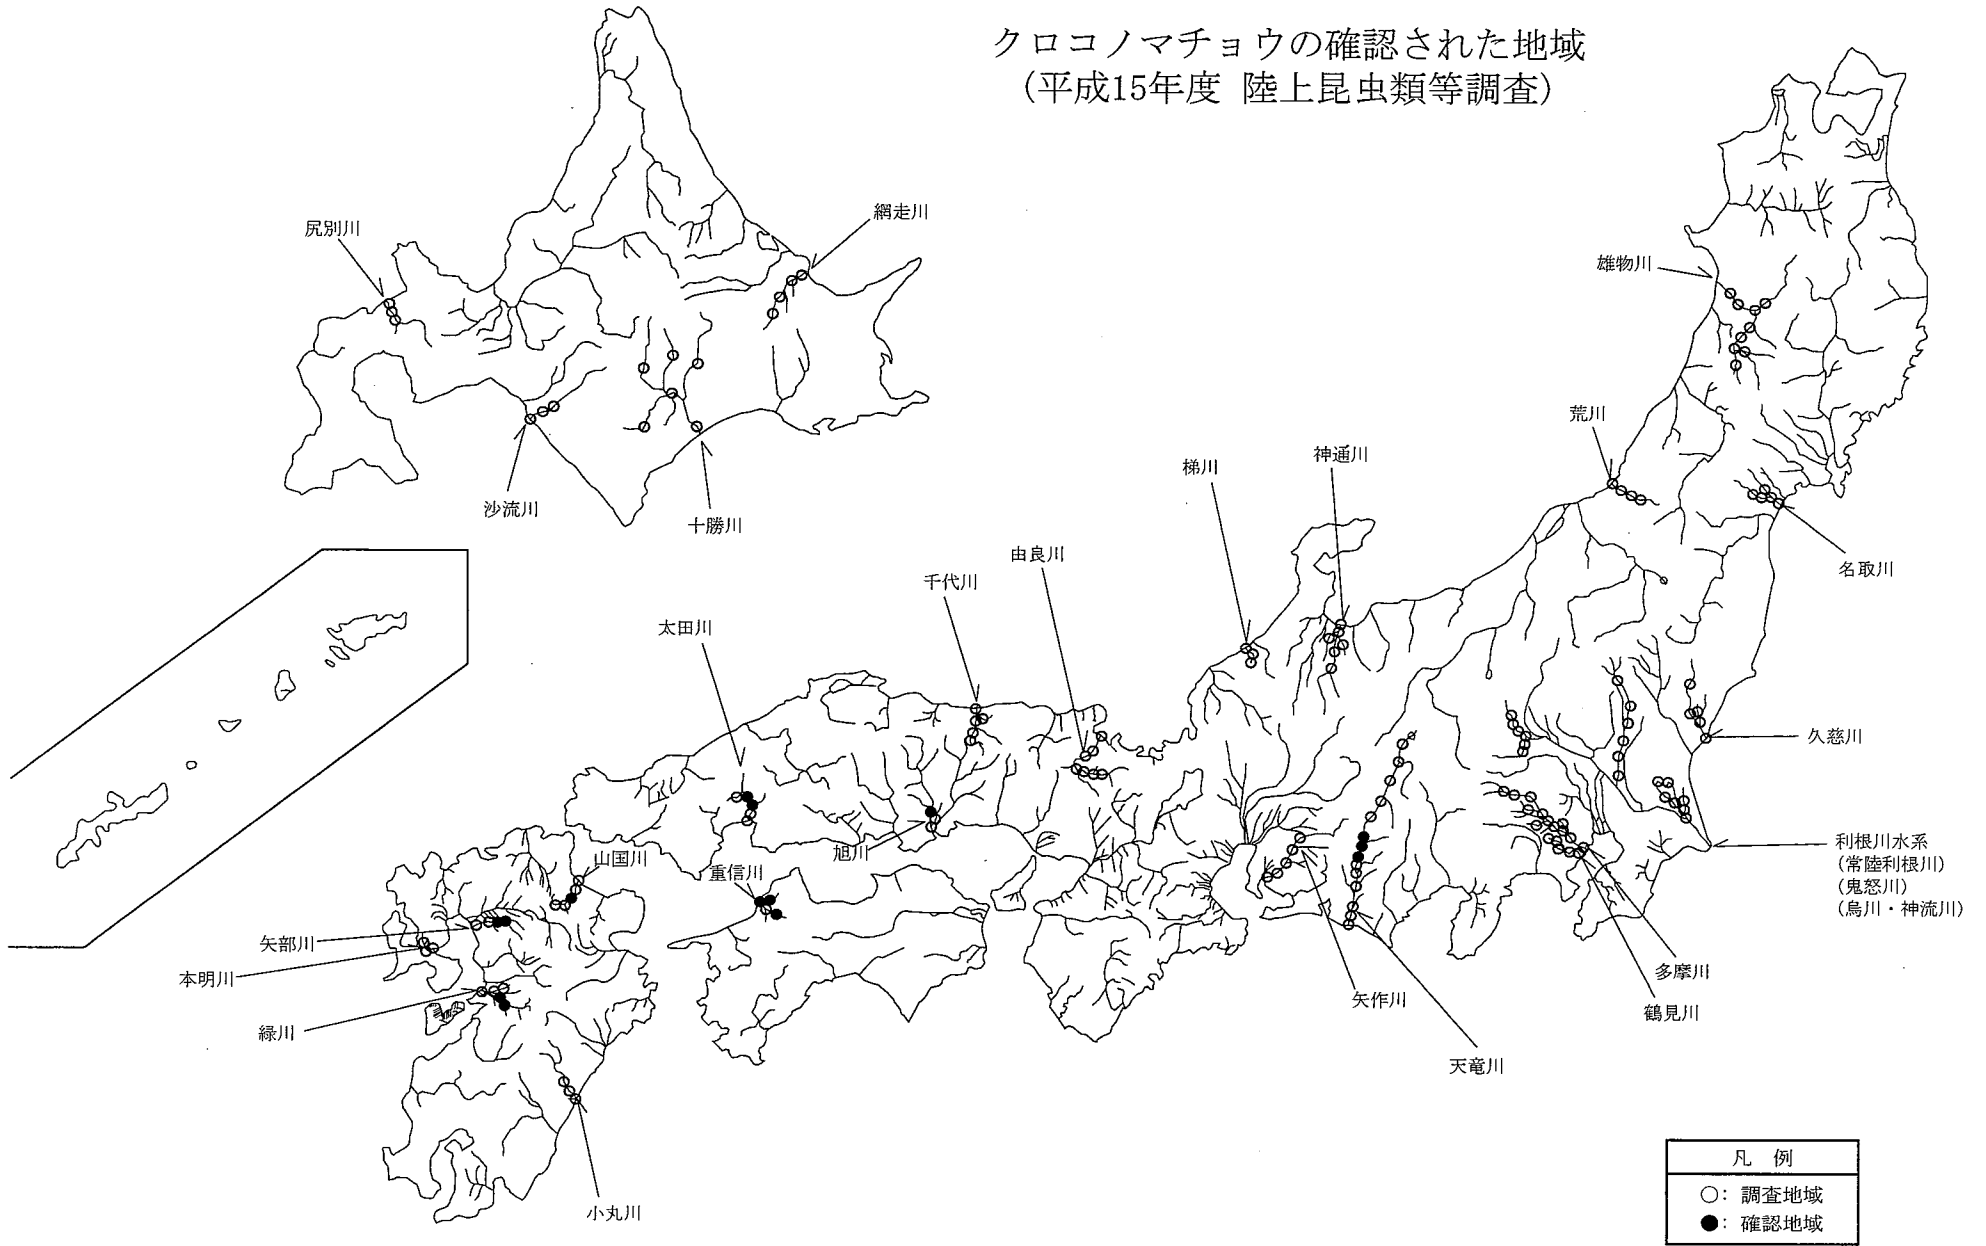 クロコノマチョウの確認された地域
(平成15年度 陸上昆虫類等調査)
尻別川
網走川
沙流川
十勝川
雄物川
荒川
名取川
梯川
神通川
由良川
千代川
太田川
久慈川
利根川水系
(常陸利根川)
(鬼怒川)
(烏川・神流川)
旭川
山国川
重信川
矢部川
本明川
緑川
小丸川
多摩川
鶴見川
矢作川
天竜川
凡 例
○: 調査地域
●: 確認地域